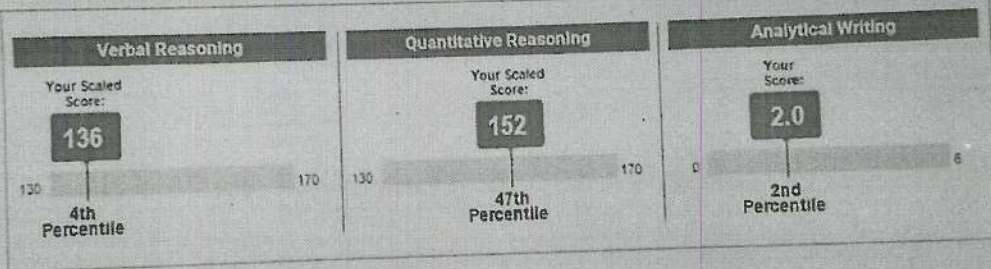 Verbal Reasoning
Your Scaled
Score:
136
130
170
4th
Percentile
Quantitative Reasoning
Your Scaled
Score:
152
130
170
47th
Percentile
Analytical Writing
Your
Score:
2.0
0
6
2nd
Percentile